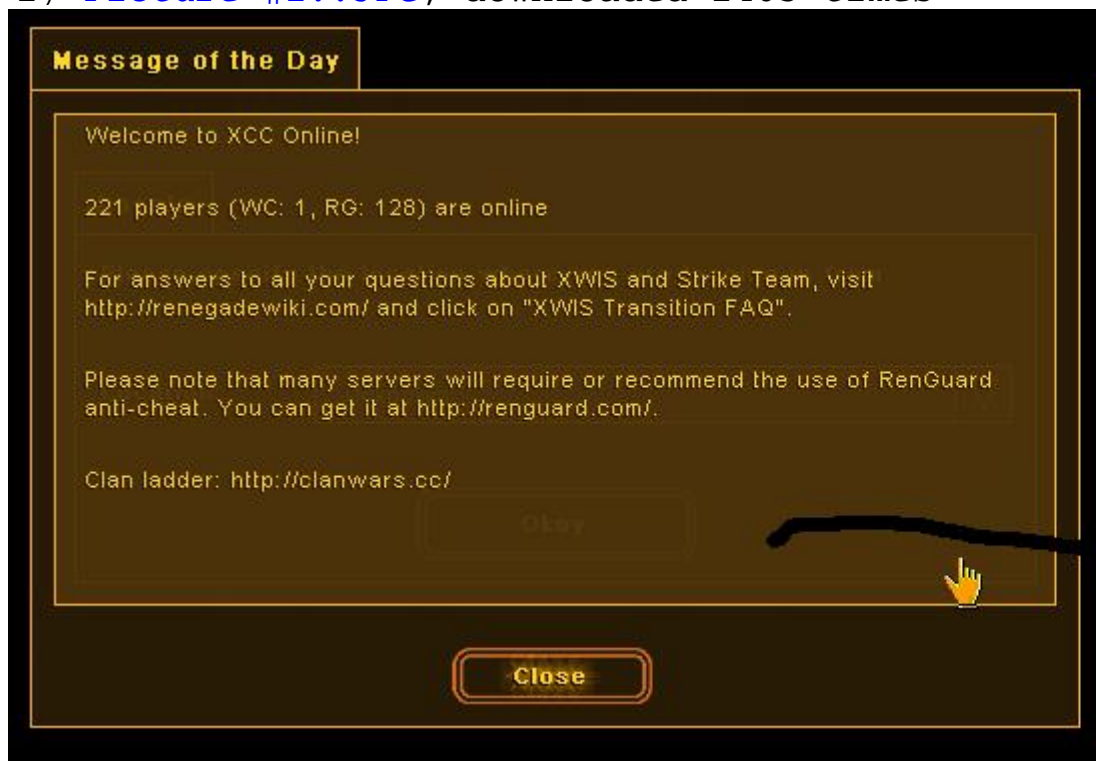 Message of the Day
Welcome to XCC Online!
221 players (WC: 1, RG: 128) are online
For answers to all your questions about XWIS and Strike Team, visit
http://renegadewiki.com/ and click on "XWIS Transition FAQ".
Please note that many servers will require or recommend the use of RenGuard
anti-cheat. You can get it at http://renguard.com/.
Clan ladder: http://clanwars.cc/
Okay
Close